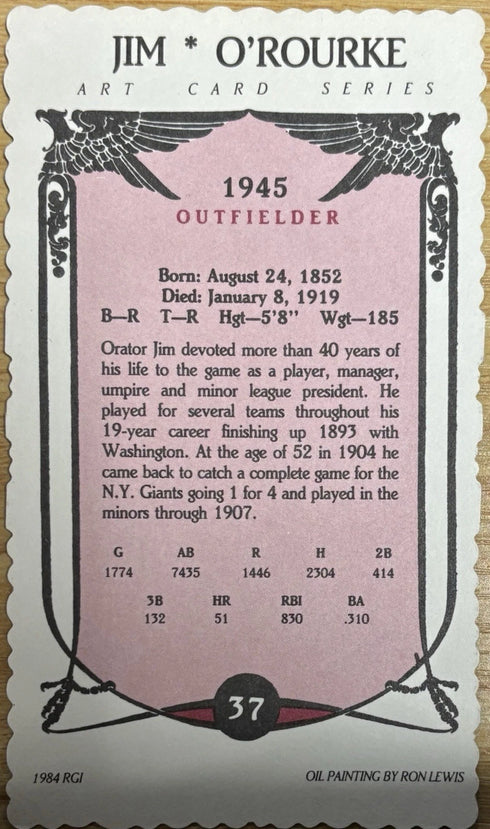 JIM * O'ROURKE
ART CARD SERIES
1945
OUTFIELDER
Born: August 24, 1852
Died: January 8, 1919
B—R T—R Hgt—5'8" Wgt—185
Orator Jim devoted more than 40 years of
his life to the game as a player, manager,
umpire and minor league president. He
played for several teams throughout his
19-year career finishing up 1893 with
Washington. At the age of 52 in 1904 he
came back to catch a complete game for the
N.Y. Giants going 1 for 4 and played in the
minors through 1907.
G AB R H 2B
1774 7435 1446 2304 414
3B HR RBI BA
132 51 830 .310
37
1984 RGI OIL PAINTING BY RON LEWIS